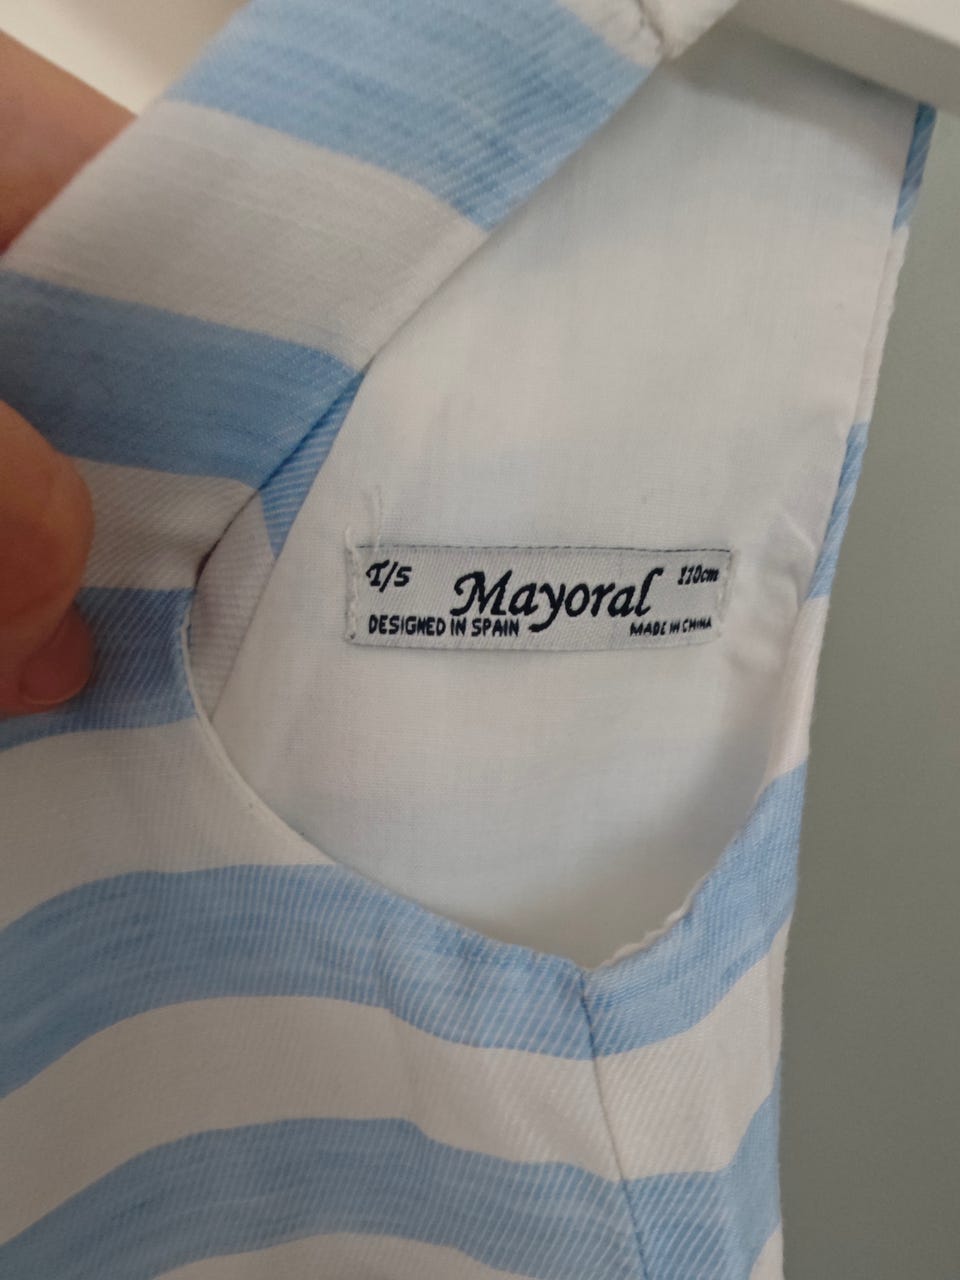 T/5 Mayoral 110cm
DESIGNED IN SPAIN MADE IN CHINA